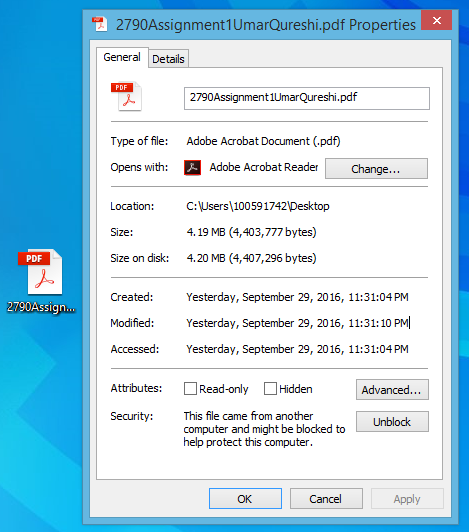 2790Assignment1UmarQureshi.pdf Properties
General
Details
PDF
2790Assignment1UmarQureshi.pdf
Type of file: Adobe Acrobat Document (.pdf)
Opens with: Adobe Acrobat Reader Change...
Location: C:\Users\100591742\Desktop
Size: 4.19 MB (4,403,777 bytes)
Size on disk: 4.20 MB (4,407,296 bytes)
PDF
2790Assign...
Created: Yesterday, September 29, 2016, 11:31:04 PM
Modified: Yesterday, September 29, 2016, 11:31:10 PM
Accessed: Yesterday, September 29, 2016, 11:31:04 PM
Attributes: Read-only Hidden Advanced...
Security: This file came from another
computer and might be blocked to
help protect this computer.
Unblock
OK Cancel Apply